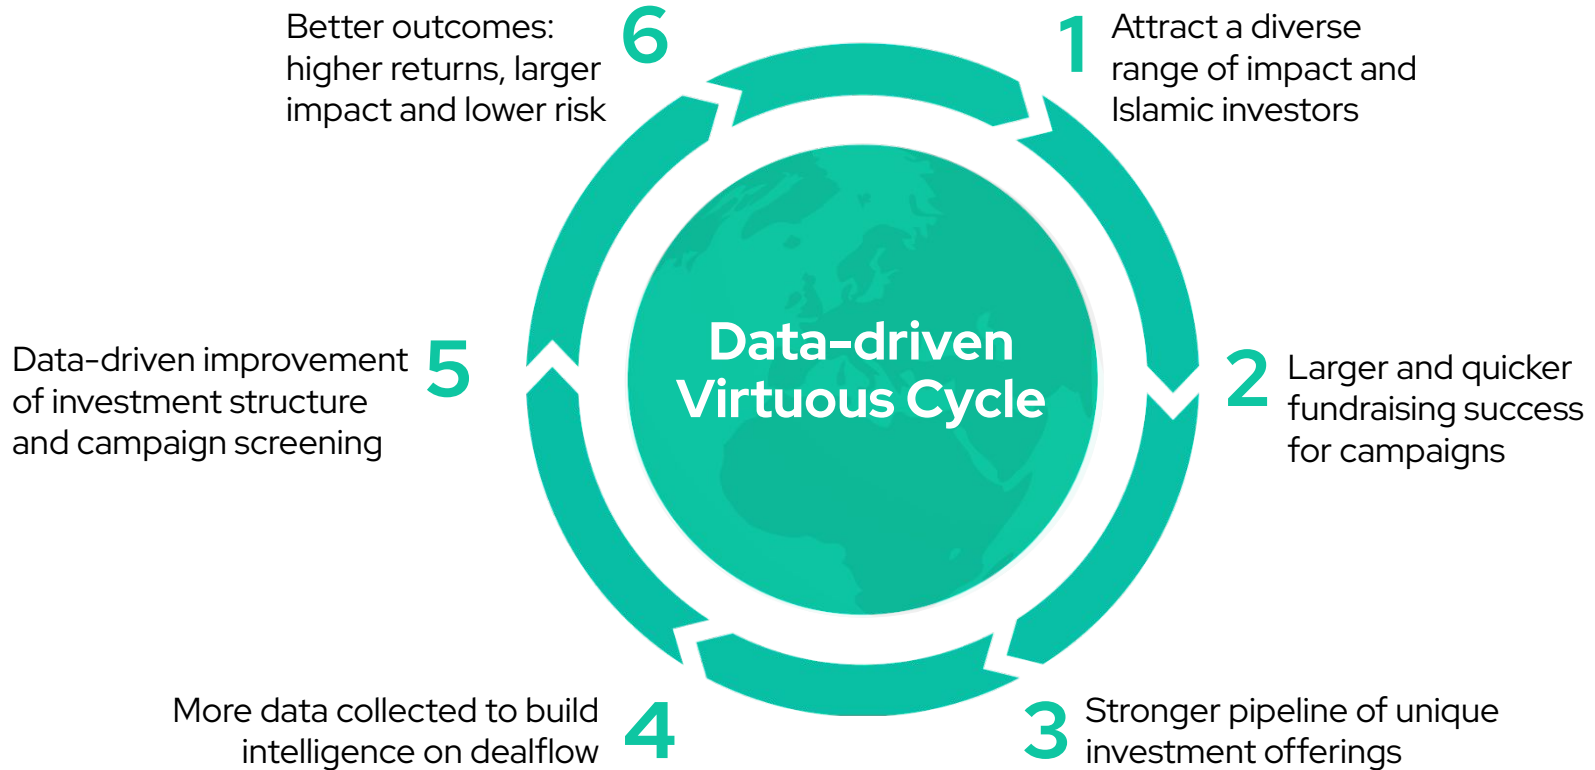 1
Attract a diverse
range of impact and
Islamic investors
2
Larger and quicker
fundraising success
for campaigns
3
Stronger pipeline of unique
investment offerings
4
More data collected to build
intelligence on dealflow
5
Data-driven improvement
of investment structure
and campaign screening
6
Better outcomes:
higher returns, larger
impact and lower risk
Data-driven
Virtuous Cycle